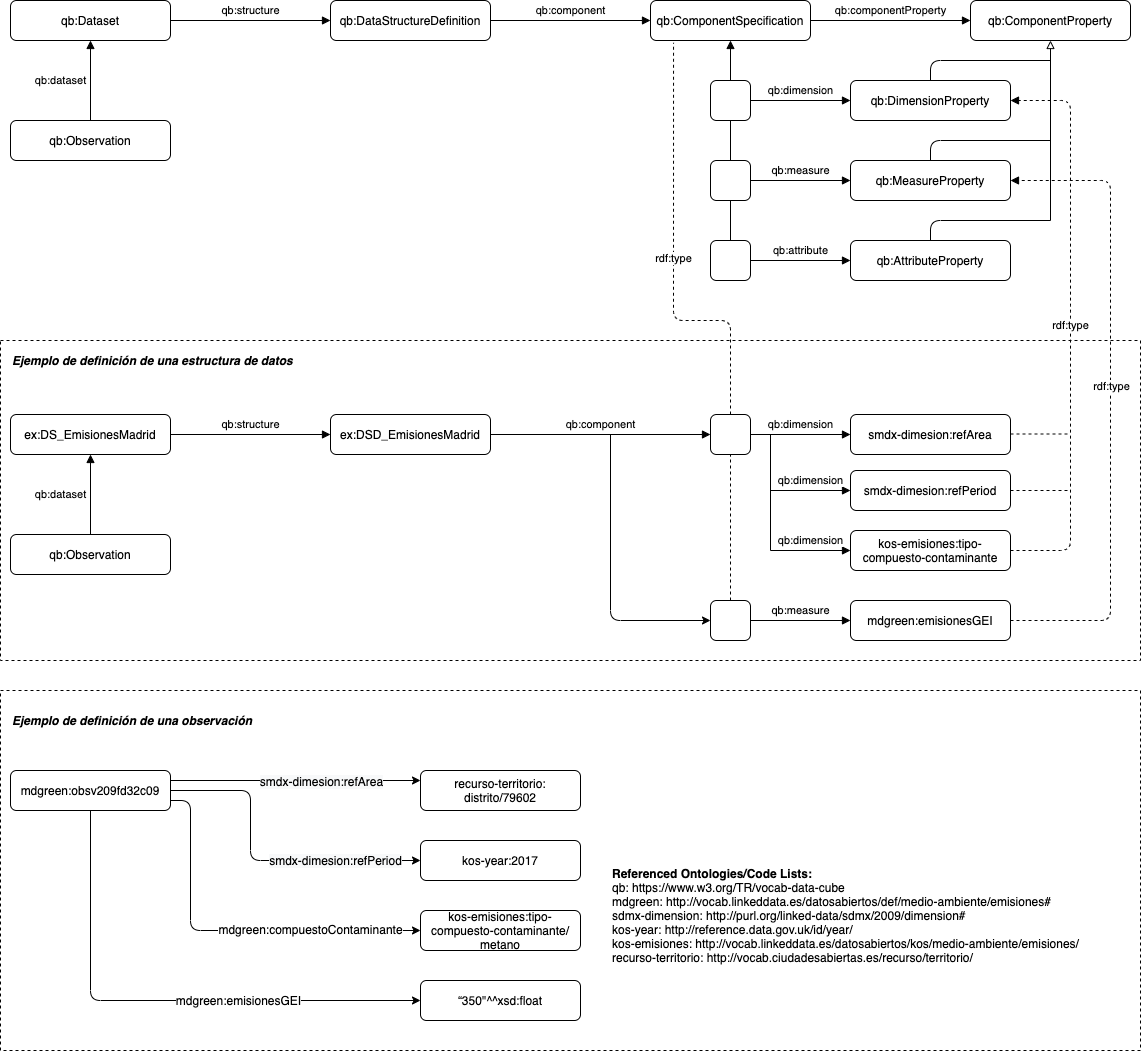 qb:Dataset
qb:structure
qb:DataStructureDefinition
qb:component
qb:ComponentSpecification
qb:componentProperty
qb:ComponentProperty
qb:dataset
qb:dimension
qb:DimensionProperty
qb:Observation
qb:measure
qb:MeasureProperty
qb:attribute
qb:AttributeProperty
rdf:type
rdf:type
rdf:type
Ejemplo de definición de una estructura de datos
ex:DS_EmisionesMadrid
qb:structure
ex:DSD_EmisionesMadrid
qb:component
qb:dimension
smdx-dimesion:refArea
qb:dataset
qb:dimension
smdx-dimesion:refPeriod
qb:Observation
qb:dimension
kos-emisiones:tipo-
compuesto-contaminante
qb:measure
mdgreen:emisionesGEI
Ejemplo de definición de una observación
mdgreen:obsv209fd32c09
smdx-dimesion:refArea
recurso-territorio:
distrito/79602
smdx-dimesion:refPeriod
kos-year:2017
mdgreen:compuestoContaminante
kos-emisiones:tipo-
compuesto-contaminante/
metano
mdgreen:emisionesGEI
“350"^^xsd:float
Referenced Ontologies/Code Lists:
qb: https://www.w3.org/TR/vocab-data-cube
mdgreen: http://vocab.linkeddata.es/datosabiertos/def/medio-ambiente/emisiones#
sdmx-dimension: http://purl.org/linked-data/sdmx/2009/dimension#
kos-year: http://reference.data.gov.uk/id/year/
kos-emisiones: http://vocab.linkeddata.es/datosabiertos/kos/medio-ambiente/emisiones/
recurso-territorio: http://vocab.ciudadesabiertas.es/recurso/territorio/